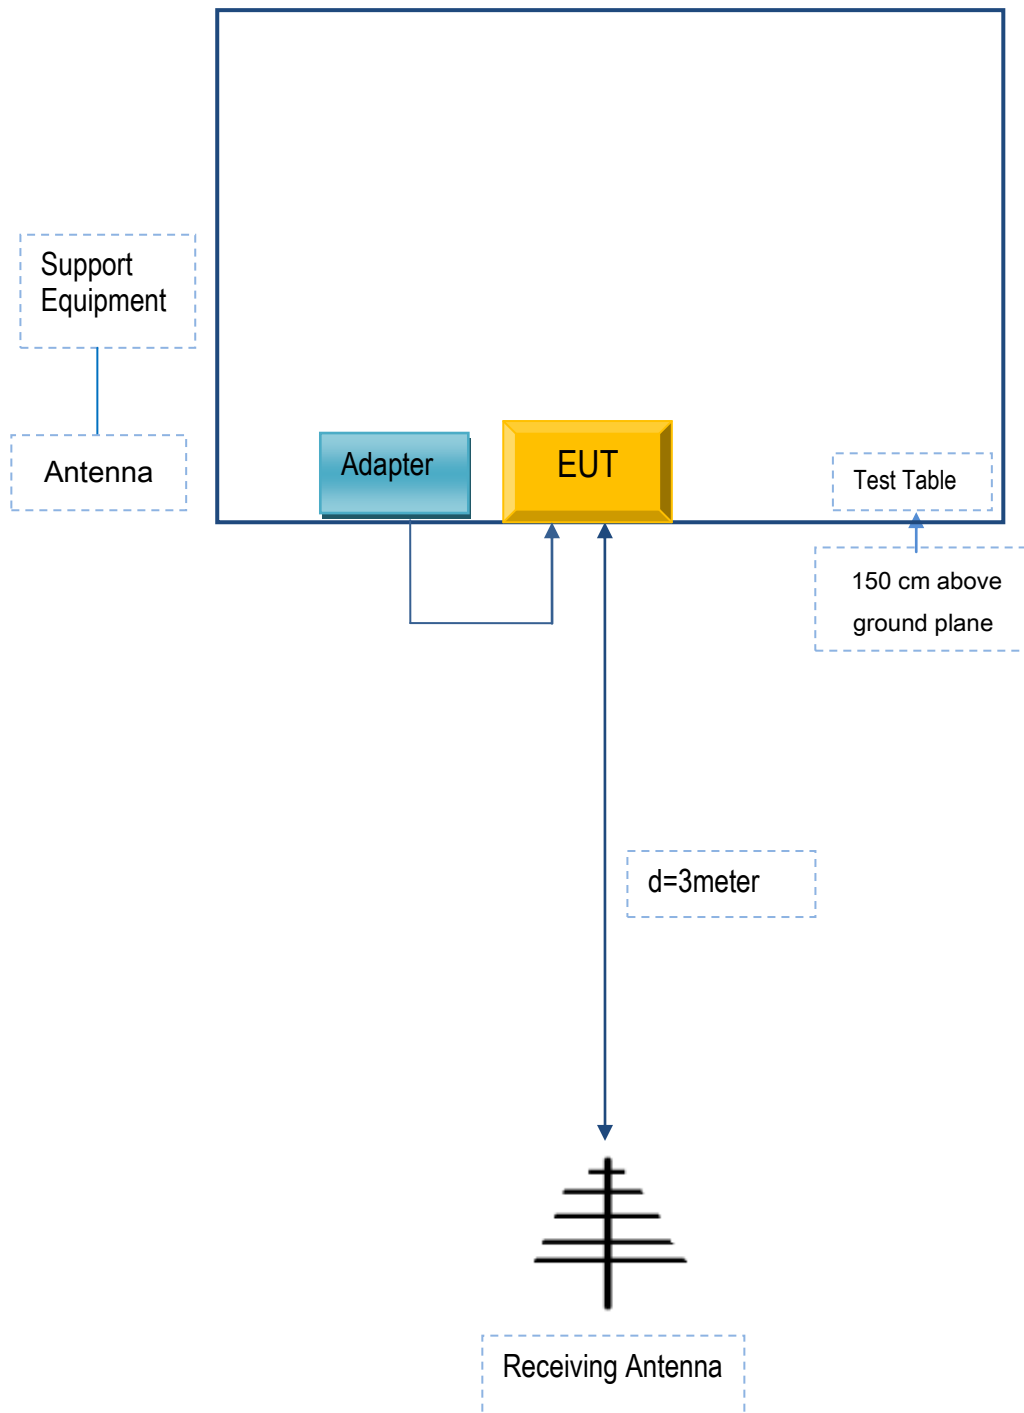 Support
Equipment
Antenna
Adapter
EUT
Test Table
150 cm above
ground plane
d=3meter
Receiving Antenna